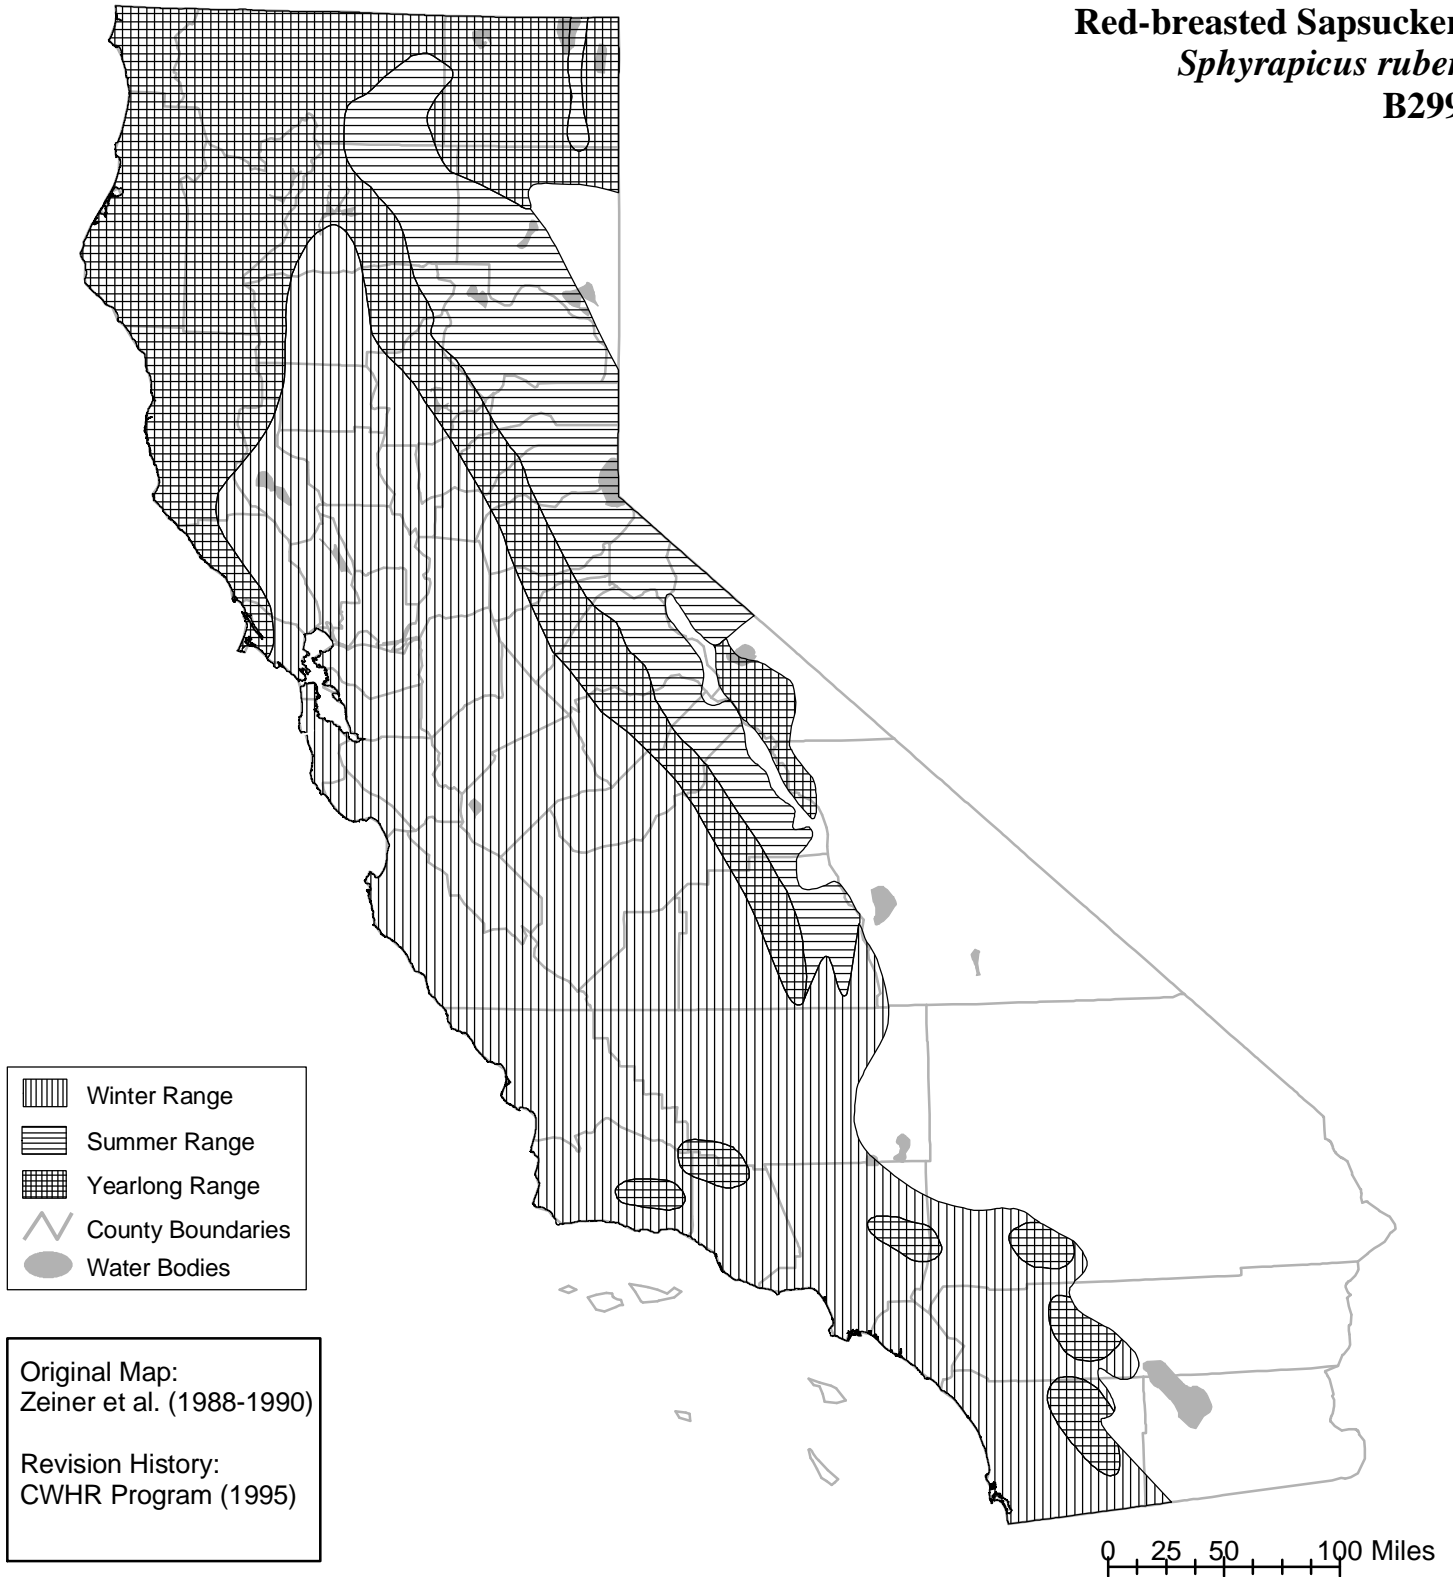 Red-breasted Sapsucker
Sphyrapicus ruber
B299
Winter Range
Summer Range
Yearlong Range
County Boundaries
Water Bodies
Original Map:
Zeiner et al. (1988-1990)
Revision History:
CWHR Program (1995)
0 25 50 100 Miles